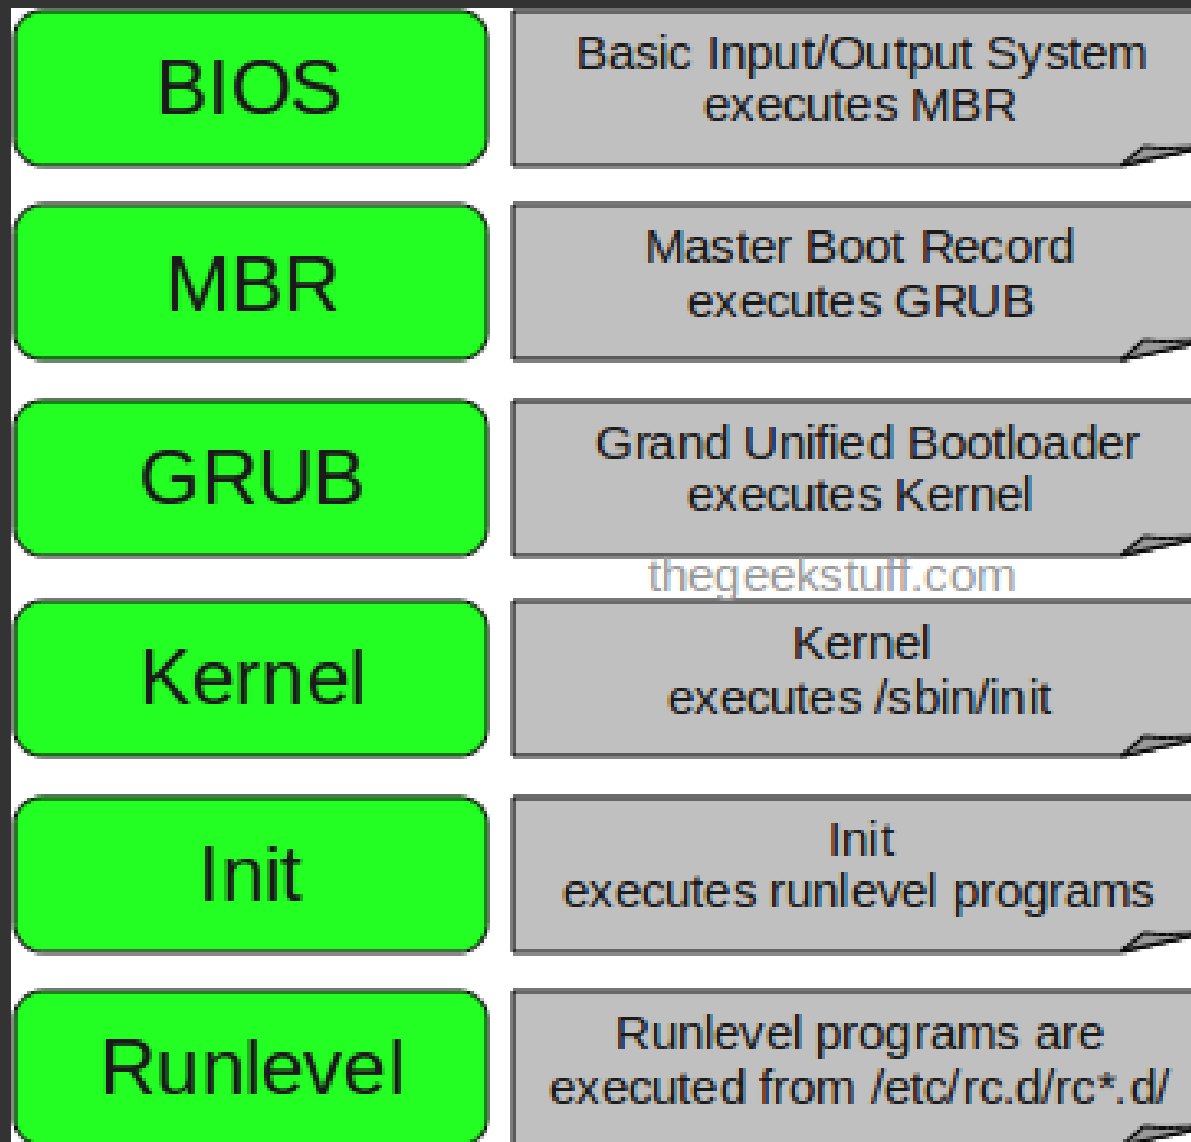 BIOS
Basic Input/Output System
executes MBR
MBR
Master Boot Record
executes GRUB
GRUB
Grand Unified Bootloader
executes Kernel
thegeekstuff.com
Kernel
Kernel
executes /sbin/init
Init
Init
executes runlevel programs
Runlevel
Runlevel programs are
executed from /etc/rc.d/rc*.d/